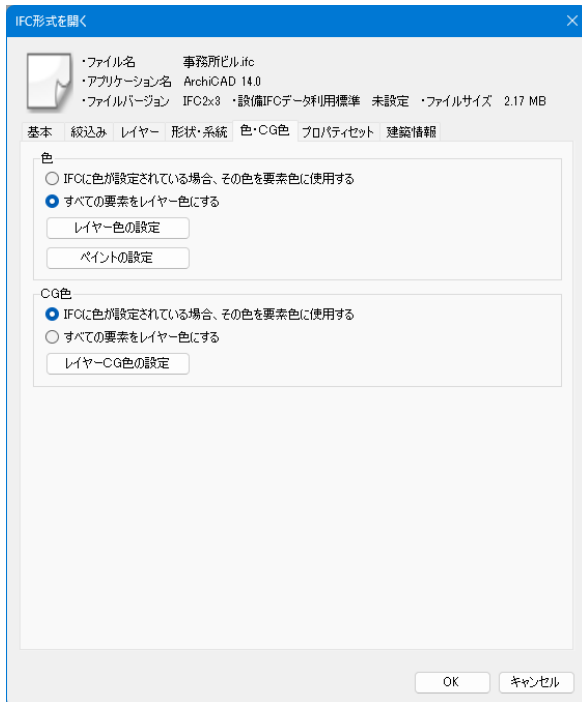 IFC形式を開く
・ファイル名 事務所ビル.ifc
・アプリケーション名 ArchiCAD 14.0
・ファイルバージョン IFC2x3 ・設備IFCデータ利用標準 未設定 ・ファイルサイズ 2.17 MB
基本 絞込み レイヤー 形状・系統 色・CG色 プロパティセット 建築情報
色
IFCに色が設定されている場合、その色を要素色に使用する
すべての要素をレイヤー色にする
レイヤー色の設定
ペイントの設定
CG色
IFCに色が設定されている場合、その色を要素色に使用する
すべての要素をレイヤー色にする
レイヤーCG色の設定
OK キャンセル